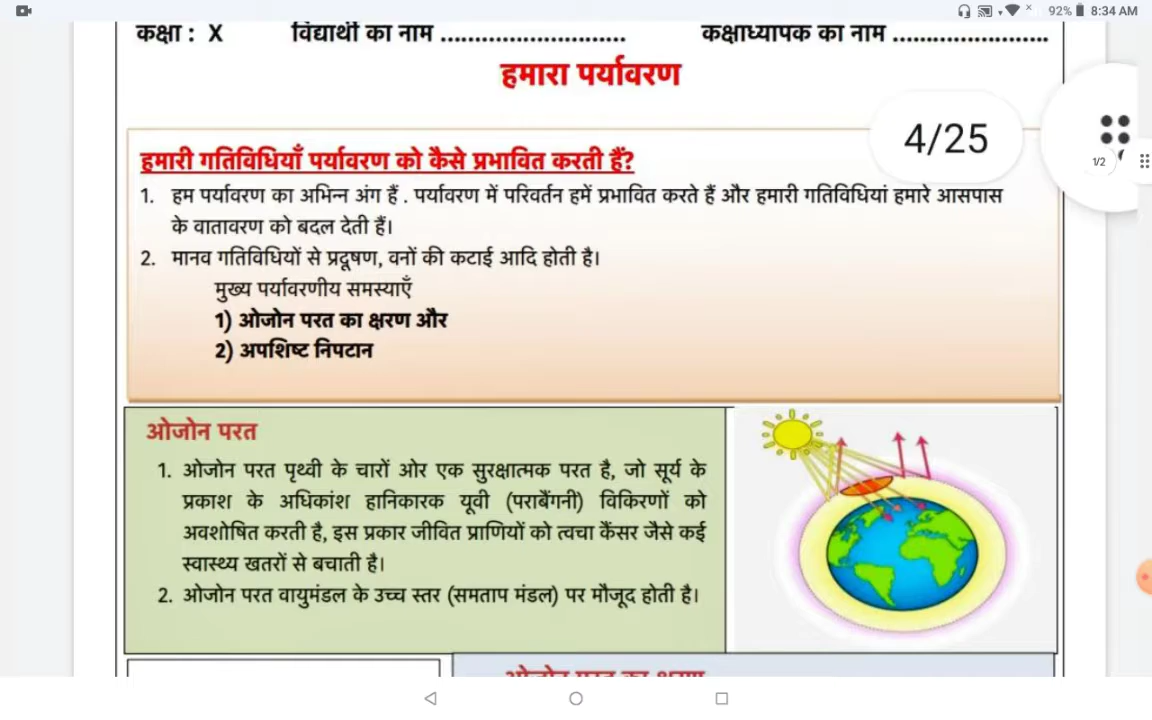 92% 8:34 AM
कक्षा : X विद्यार्थी का नाम ........................... कक्षाध्यापक का नाम .......................
हमारा पर्यावरण
4/25
1/2
हमारी गतिविधियाँ पर्यावरण को कैसे प्रभावित करती हैं?
1. हम पर्यावरण का अभिन्न अंग हैं . पर्यावरण में परिवर्तन हमें प्रभावित करते हैं और हमारी गतिविधियां हमारे आसपास
के वातावरण को बदल देती हैं।
2. मानव गतिविधियों से प्रदूषण, वनों की कटाई आदि होती है।
मुख्य पर्यावरणीय समस्याएँ
1) ओजोन परत का क्षरण और
2) अपशिष्ट निपटान
ओजोन परत
1. ओजोन परत पृथ्वी के चारों ओर एक सुरक्षात्मक परत है, जो सूर्य के
प्रकाश के अधिकांश हानिकारक यूवी (पराबैंगनी) विकिरणों को
अवशोषित करती है, इस प्रकार जीवित प्राणियों को त्वचा कैंसर जैसे कई
स्वास्थ्य खतरों से बचाती है।
2. ओजोन परत वायुमंडल के उच्च स्तर (समताप मंडल) पर मौजूद होती है।